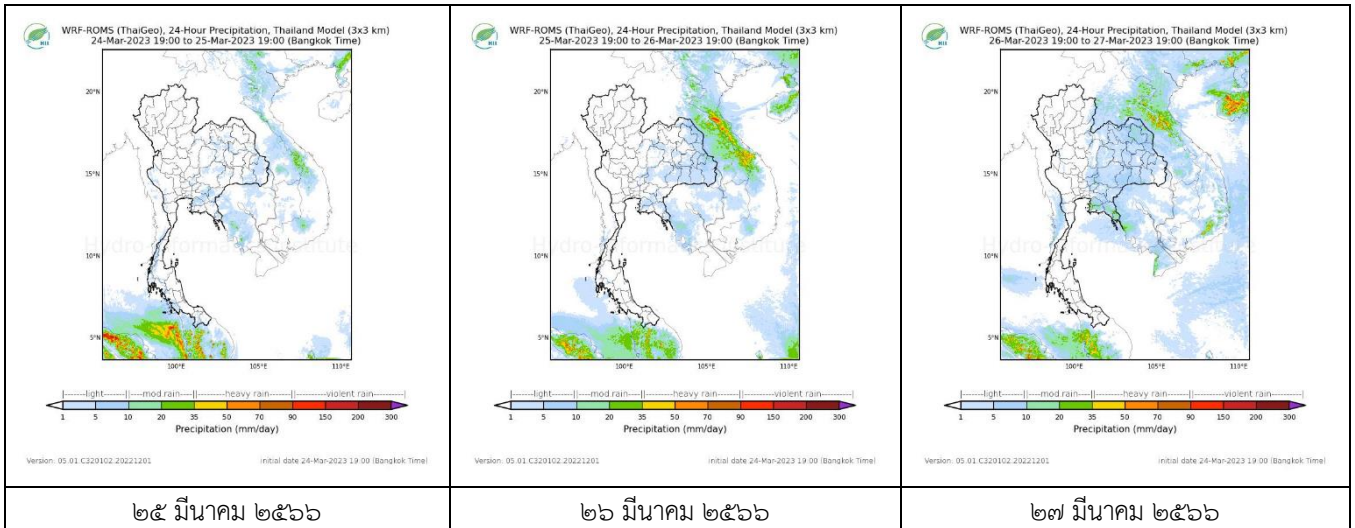 HII
WRF-ROMS (ThaiGeo), 24-Hour Precipitation, Thailand Model (3x3 km)
24-Mar-2023 19:00 to 25-Mar-2023 19:00 (Bangkok Time)
20°N
15°N
10°N
5°N
100°E 105°E 110°E
Hydro-Informatics Institute
|-------light-------||---mod rain---||-------heavy rain-------||-------violent rain-------|
1 5 10 20 35 50 70 90 150 200 300
Precipitation (mm/day)
Version: 05.01.C320102.20221201 initial date 24-Mar-2023 19:00 (Bangkok Time)
๒๕ มีนาคม ๒๕๖๖
HII
WRF-ROMS (ThaiGeo), 24-Hour Precipitation, Thailand Model (3x3 km)
25-Mar-2023 19:00 to 26-Mar-2023 19:00 (Bangkok Time)
20°N
15°N
10°N
5°N
100°E 105°E 110°E
Hydro-Informatics Institute
|-------light-------||---mod rain---||-------heavy rain-------||-------violent rain-------|
1 5 10 20 35 50 70 90 150 200 300
Precipitation (mm/day)
Version: 05.01.C320102.20221201 initial date 24-Mar-2023 19:00 (Bangkok Time)
๒๖ มีนาคม ๒๕๖๖
HII
WRF-ROMS (ThaiGeo), 24-Hour Precipitation, Thailand Model (3x3 km)
26-Mar-2023 19:00 to 27-Mar-2023 19:00 (Bangkok Time)
20°N
15°N
10°N
5°N
100°E 105°E 110°E
Hydro-Informatics Institute
|-------light-------||---mod rain---||-------heavy rain-------||-------violent rain-------|
1 5 10 20 35 50 70 90 150 200 300
Precipitation (mm/day)
Version: 05.01.C320102.20221201 initial date 24-Mar-2023 19:00 (Bangkok Time)
๒๗ มีนาคม ๒๕๖๖